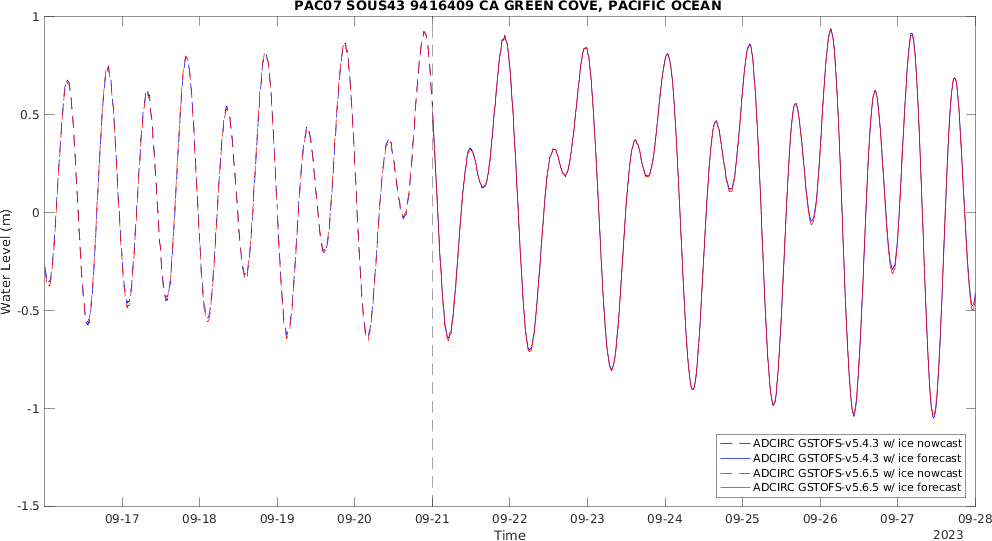 PAC07 SOUS43 9416409 CA GREEN COVE, PACIFIC OCEAN
1
0.5
0
-0.5
-1
-1.5
Water Level (m)
ADCIRC GSTOFS-v5.4.3 w/ ice nowcast
ADCIRC GSTOFS-v5.4.3 w/ ice forecast
ADCIRC GSTOFS-v5.6.5 w/ ice nowcast
ADCIRC GSTOFS-v5.6.5 w/ ice forecast
09-17 09-18 09-19 09-20 09-21 09-22 09-23 09-24 09-25 09-26 09-27 09-28
Time
2023